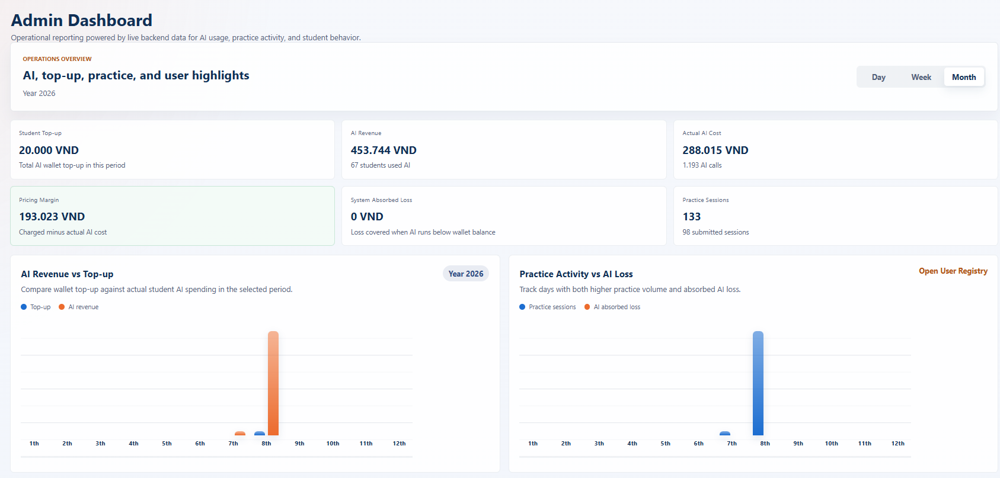 Admin Dashboard
Operational reporting powered by live backend data for AI usage, practice activity, and student behavior.
OPERATIONS OVERVIEW
AI, top-up, practice, and user highlights
Year 2026
Day Week Month
Student Top-up
20.000 VND
Total AI wallet top-up in this period
AI Revenue
453.744 VND
67 students used AI
Actual AI Cost
288.015 VND
1.193 AI calls
Pricing Margin
193.023 VND
Charged minus actual AI cost
System Absorbed Loss
0 VND
Loss covered when AI runs below wallet balance
Practice Sessions
133
98 submitted sessions
AI Revenue vs Top-up
Year 2026
Compare wallet top-up against actual student AI spending in the selected period.
Top-up AI revenue
1th 2th 3th 4th 5th 6th 7th 8th 9th 10th 11th 12th
Practice Activity vs AI Loss
Open User Registry
Track days with both higher practice volume and absorbed AI loss.
Practice sessions AI absorbed loss
1th 2th 3th 4th 5th 6th 7th 8th 9th 10th 11th 12th